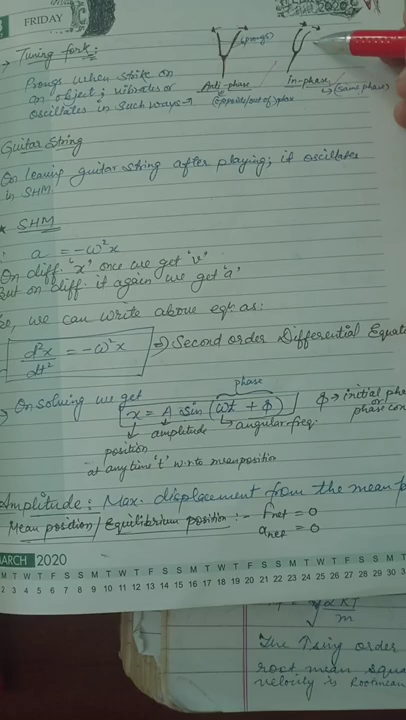 FRIDAY
→ Tuning fork:
(prongs)
Prongs when strike on
an object; vibrates or
oscillates in such ways→
Anti-phase
(opposite/out of) phase
In-phase
↳ (same phase)
Guitar String
On leaving guitar string after playing; it oscillates
in SHM
★ SHM
a = -ω²x
On diff. 'x' once we get 'v'
But on diff. it again we get 'a'
So, we can write above eqn as:
d²x/dt² = -ω²x ⇒ Second order Differential Equat
→ On solving we get
phase
x = A sin (ωt + ϕ)
ϕ → initial pha
or
phase con
amplitude ↳ angular freq.
position
at any time 't' w.r.to mean position
Amplitude: Max. displacement from the mean p
Mean position/Equilibrium position :- Fnet = 0
anet = 0
MARCH 2020
M T W T F S S M T W T F S S M T W T F S S M T W T F S S M T
2 3 4 5 6 7 8 9 10 11 12 13 14 15 16 17 18 19 20 21 22 23 24 25 26 27 28 29 30 3
m
The rising order
root mean squa
velocity is Rootmean